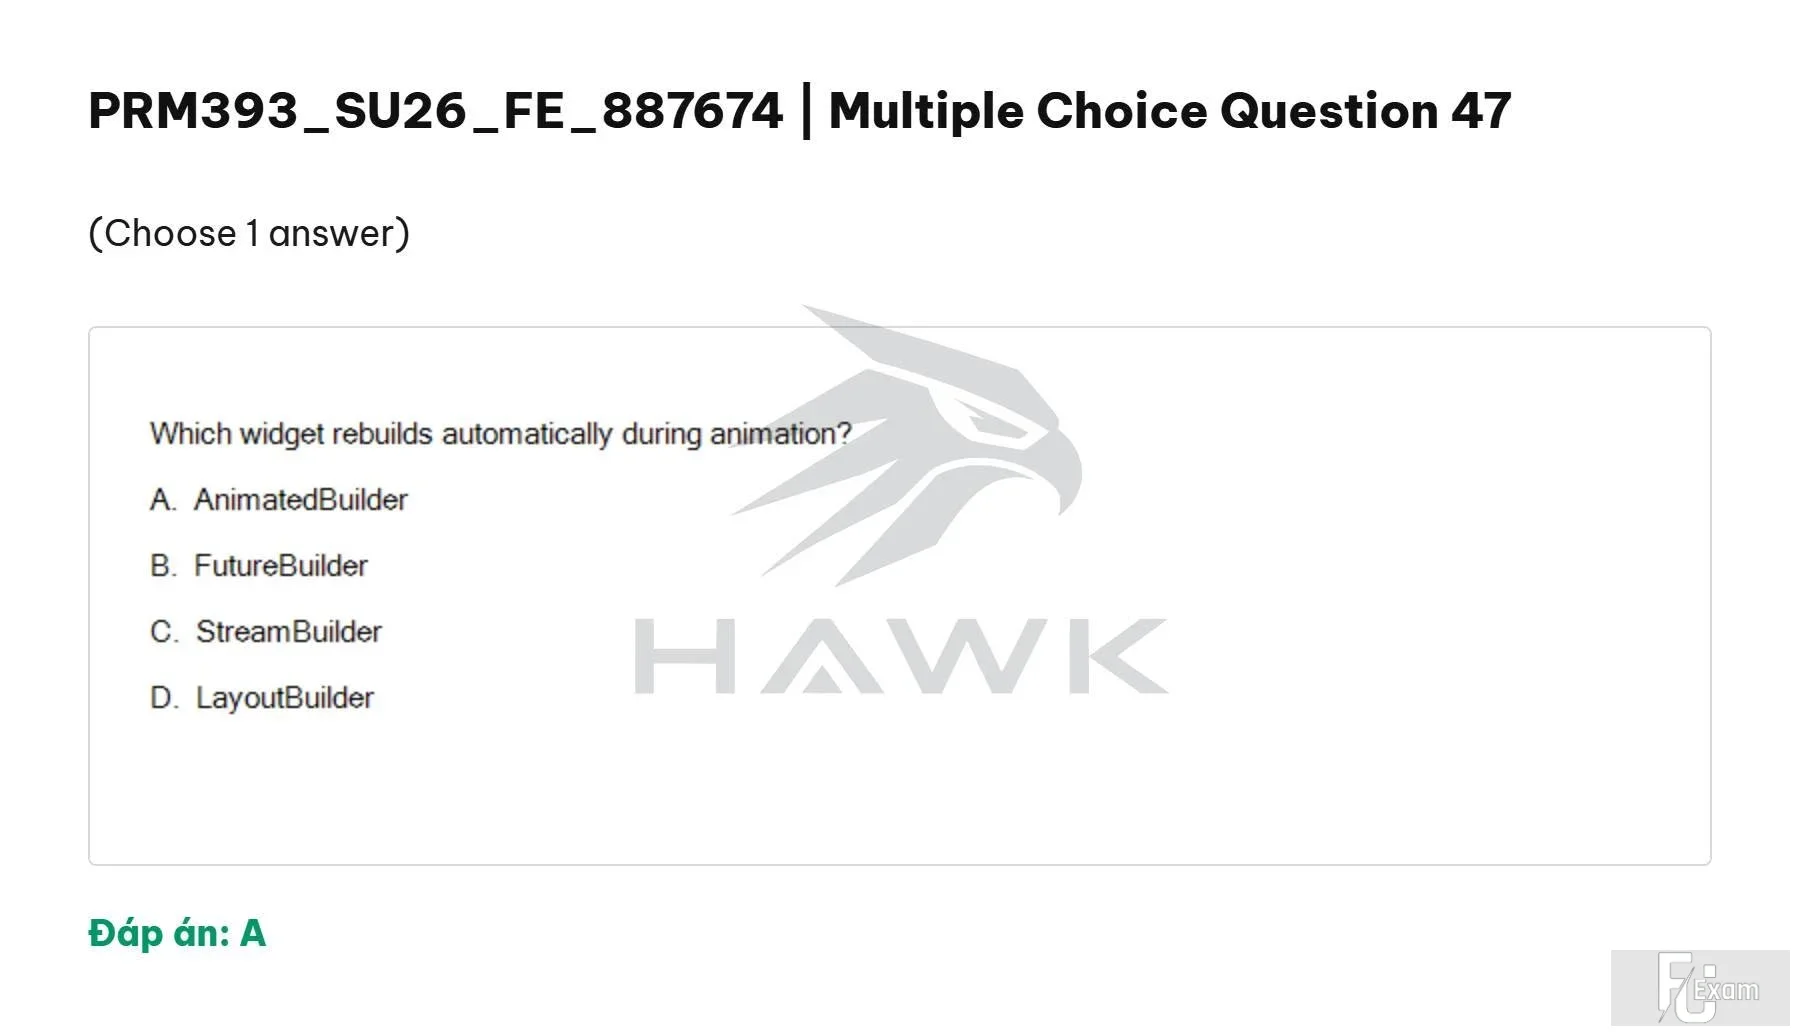 PRM393_SU26_FE_887674 | Multiple Choice Question 47
(Choose 1 answer)
Which widget rebuilds automatically during animation?
A. AnimatedBuilder
B. FutureBuilder
C. StreamBuilder
D. LayoutBuilder
HAWK
Đáp án: A
FU Exam